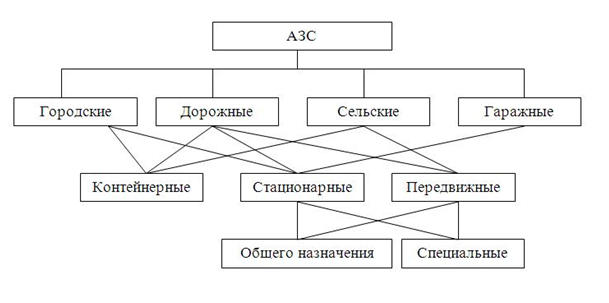 АЗС
Городские
Дорожные
Сельские
Гаражные
Контейнерные
Стационарные
Передвижные
Общего назначения
Специальные